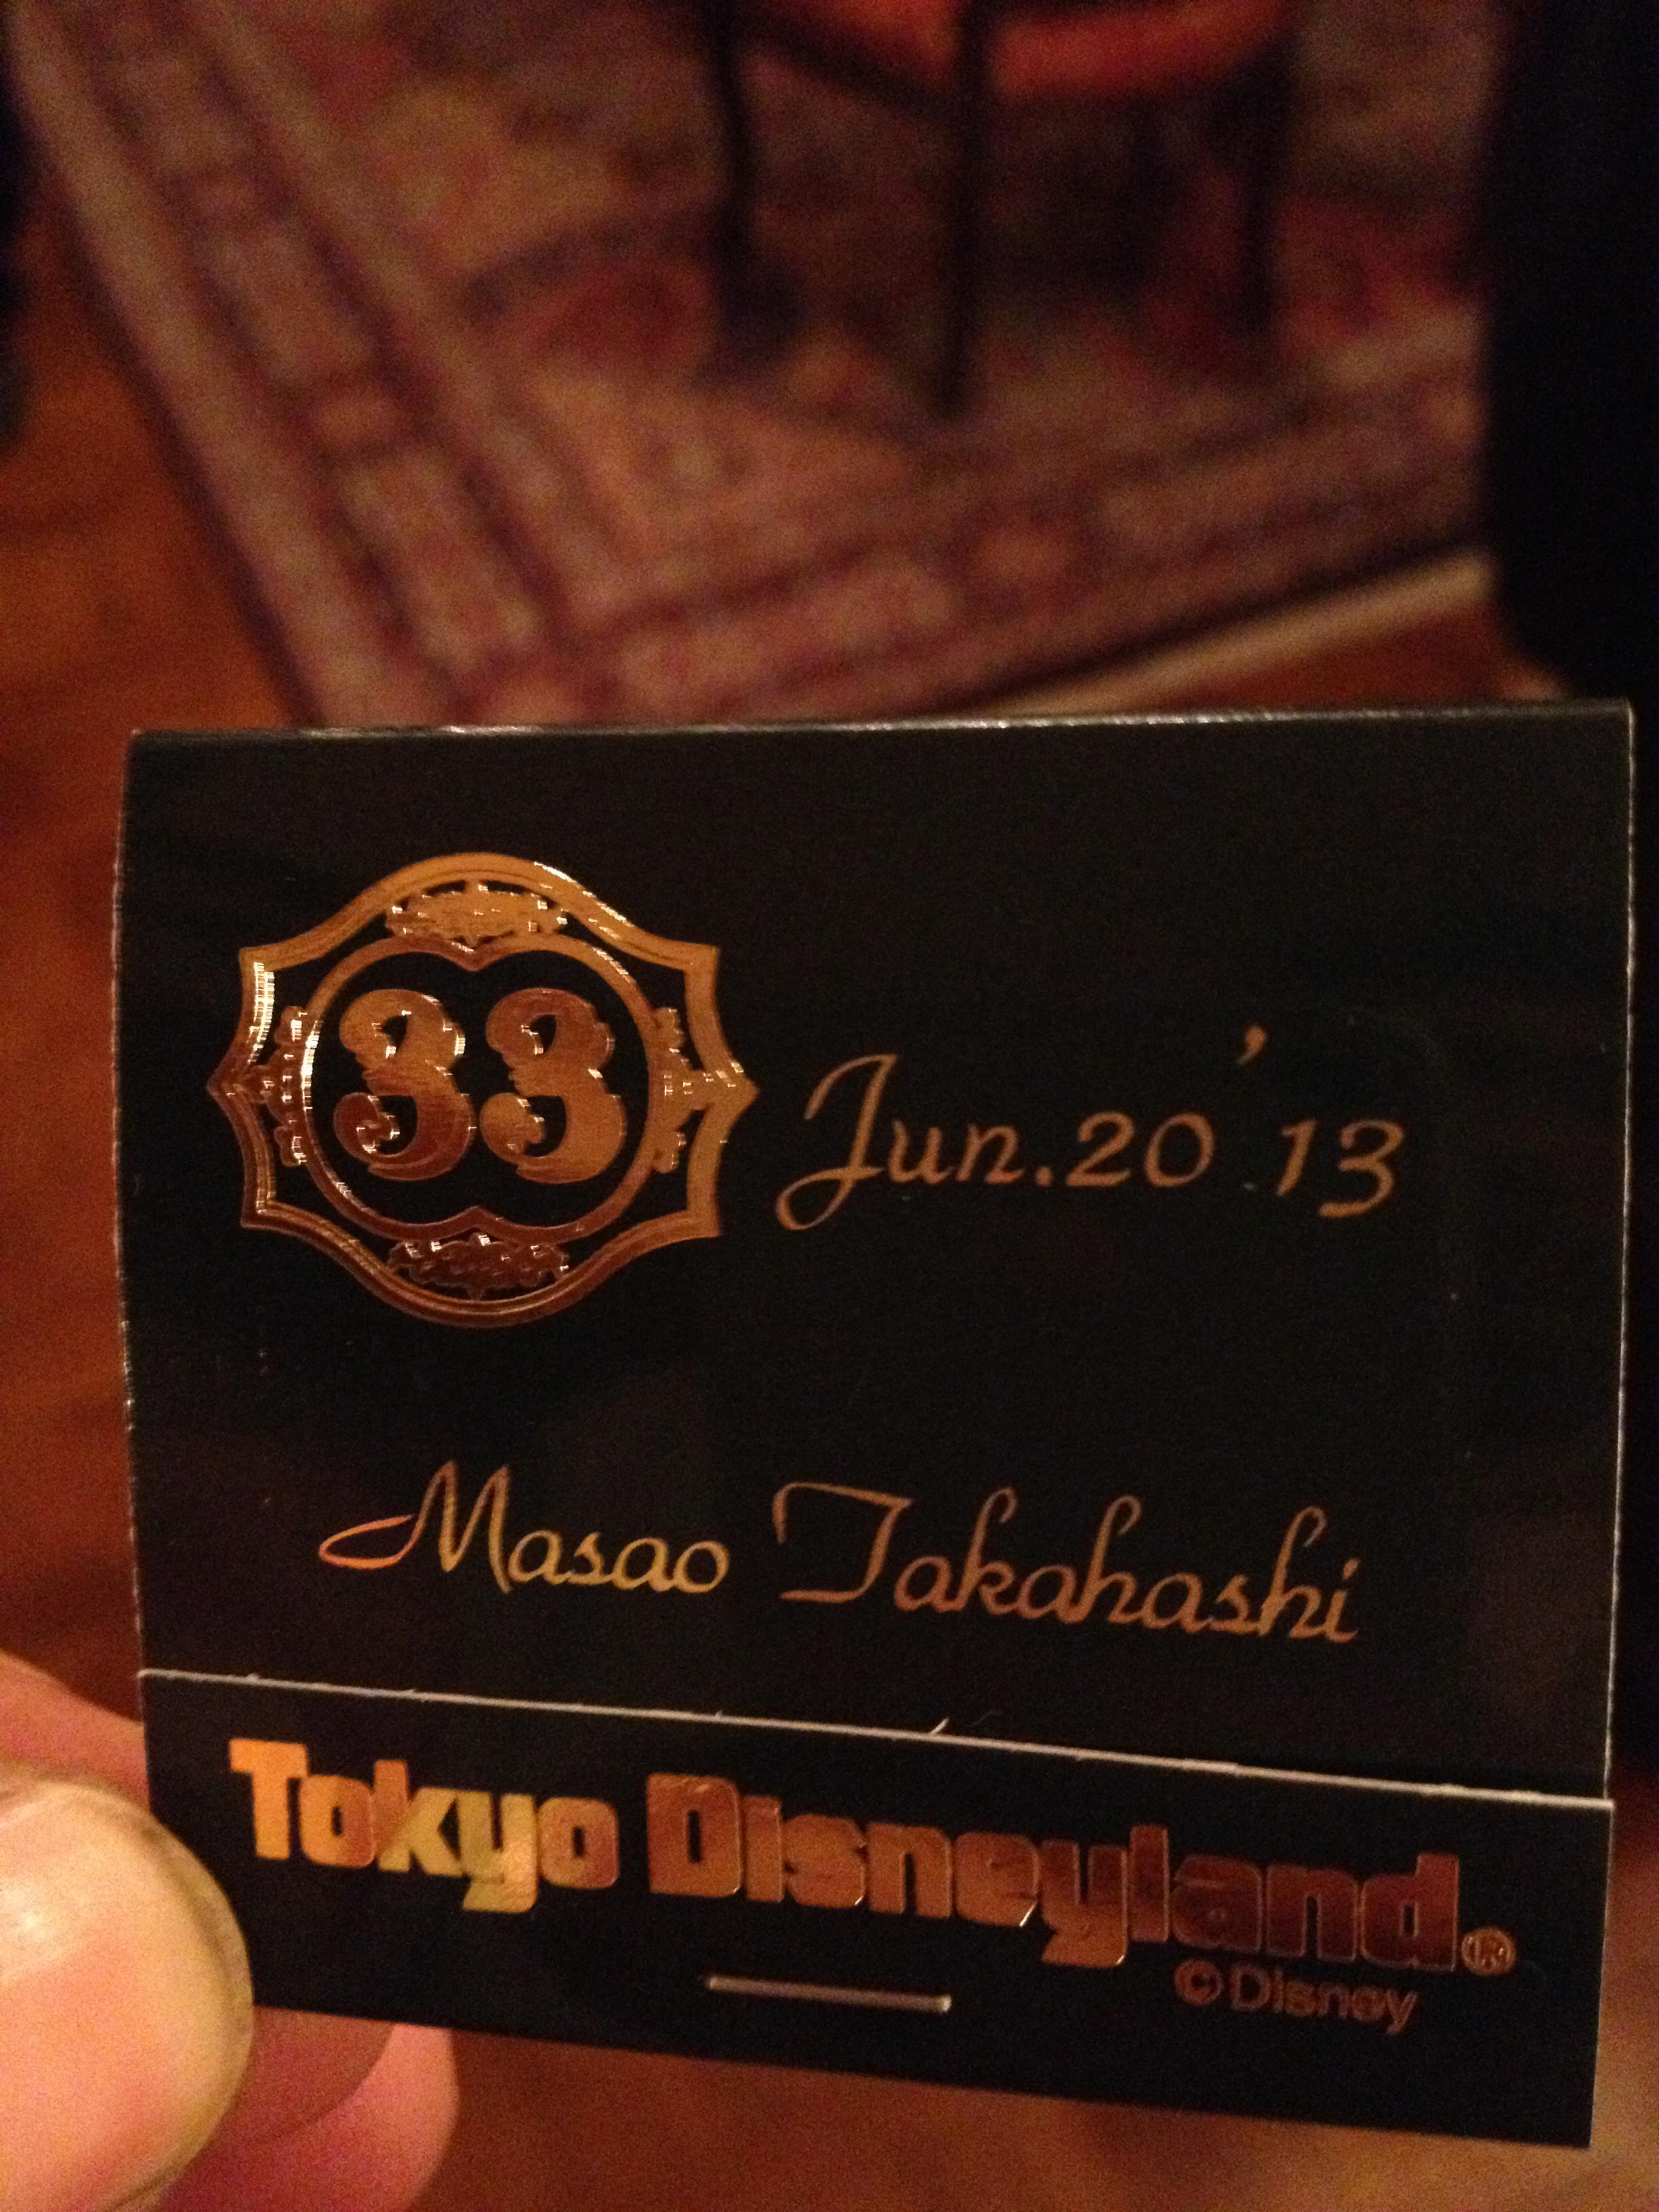 33
Jun.20 '13
Masao Takahashi
Tokyo Disneyland®
©Disney